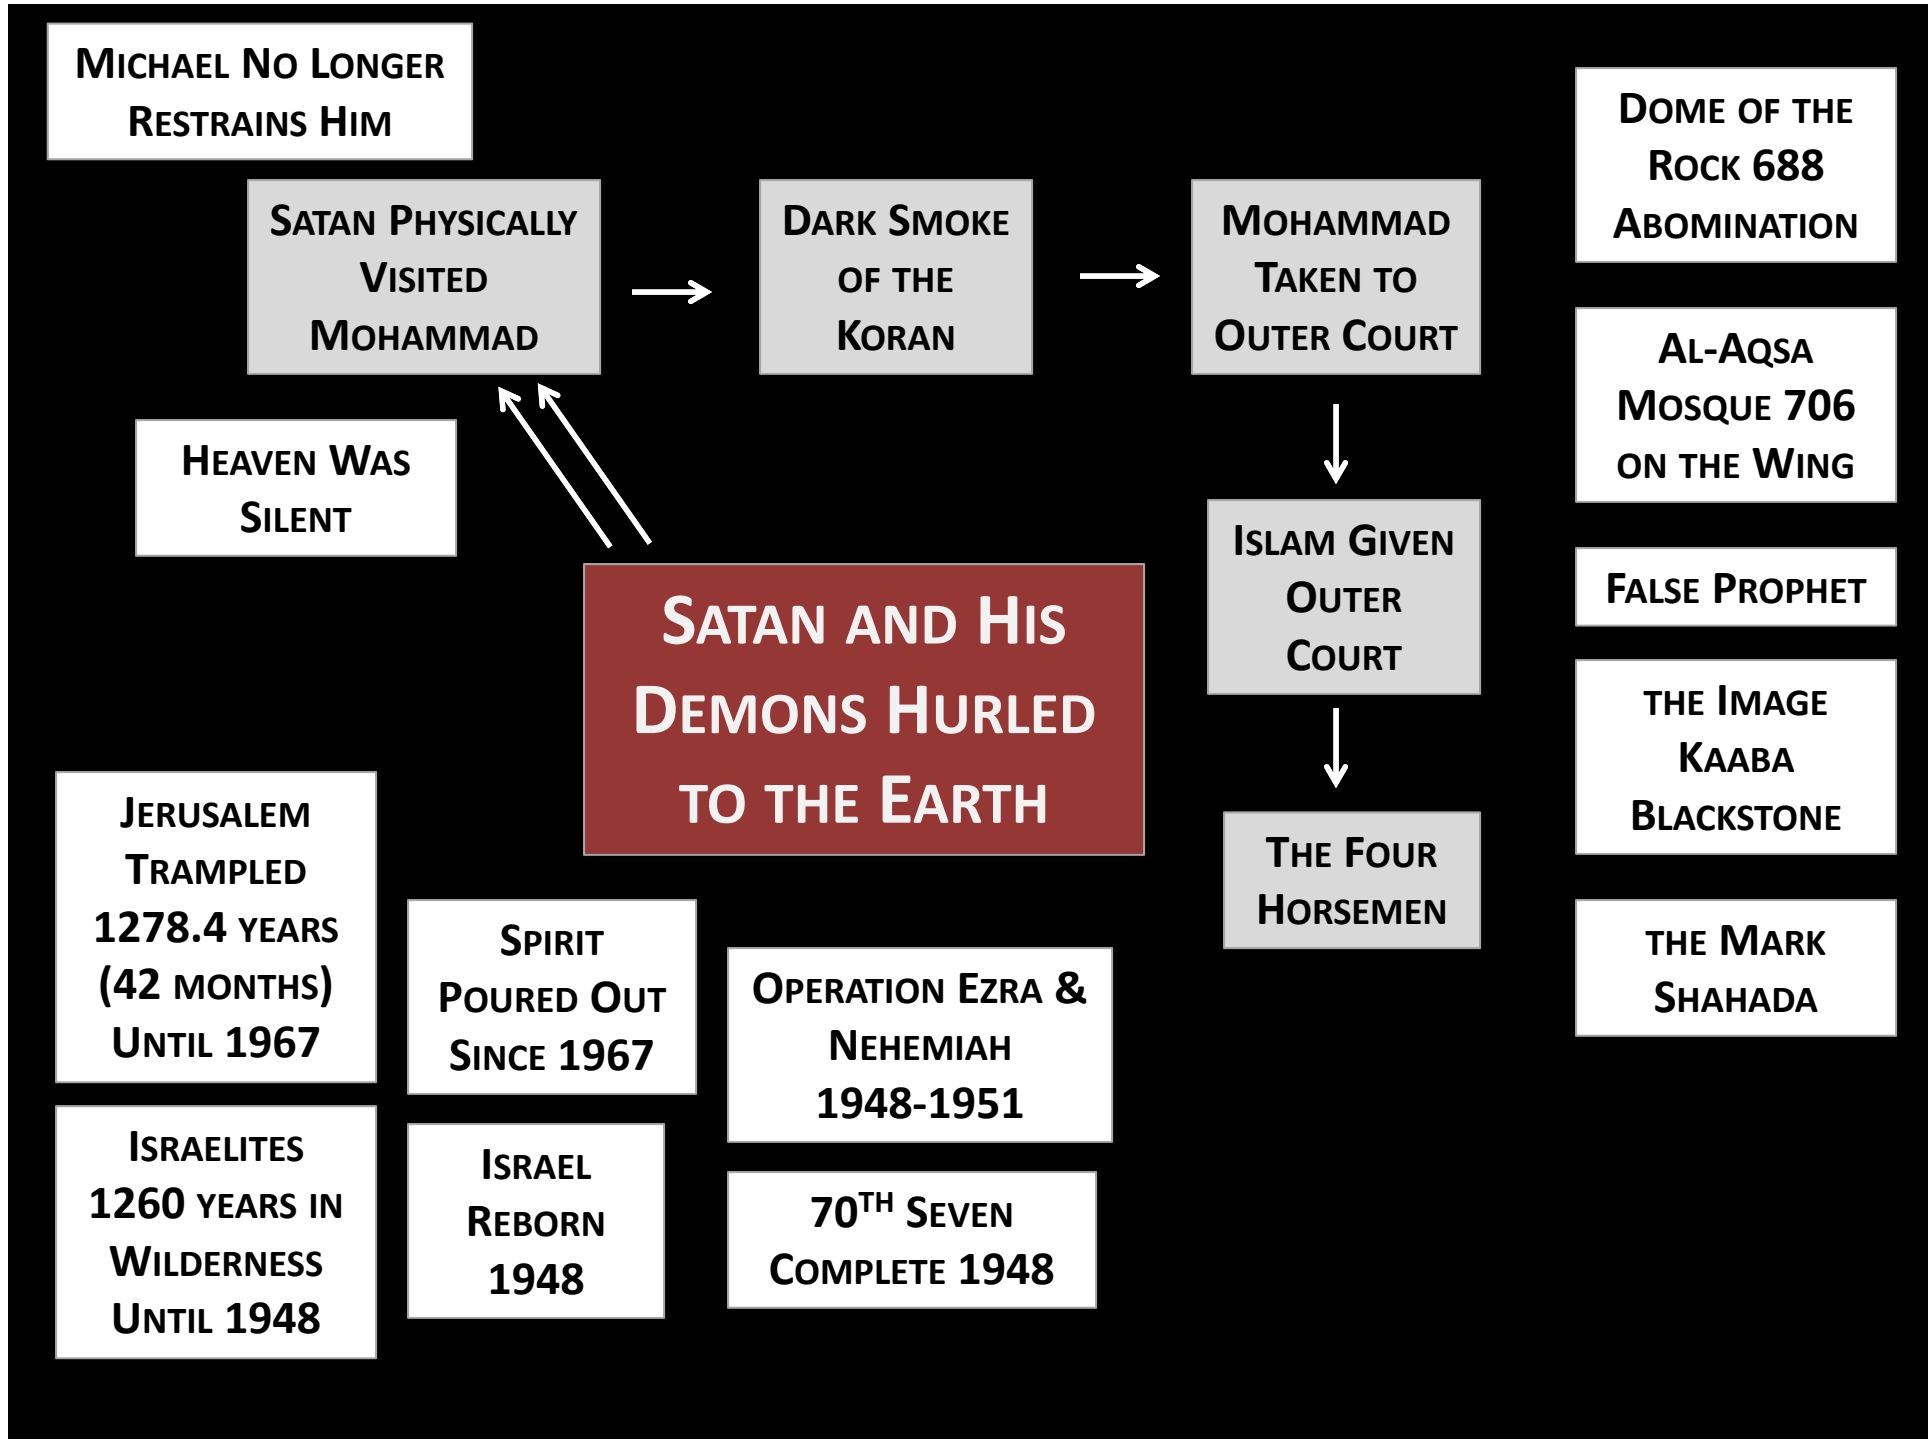 Michael No Longer
Restrains Him
Satan Physically
Visited
Mohammad
Dark Smoke
of the
Koran
Mohammad
Taken to
Outer Court
Dome of the
Rock 688
Abomination
Al-Aqsa
Mosque 706
on the Wing
Heaven Was
Silent
Islam Given
Outer
Court
False Prophet
Satan and His
Demons Hurled
to the Earth
the Image
Kaaba
Blackstone
The Four
Horsemen
the Mark
Shahada
Jerusalem
Trampled
1278.4 years
(42 months)
Until 1967
Spirit
Poured Out
Since 1967
Operation Ezra &
Nehemiah
1948-1951
Israelites
1260 years in
Wilderness
Until 1948
Israel
Reborn
1948
70th Seven
Complete 1948